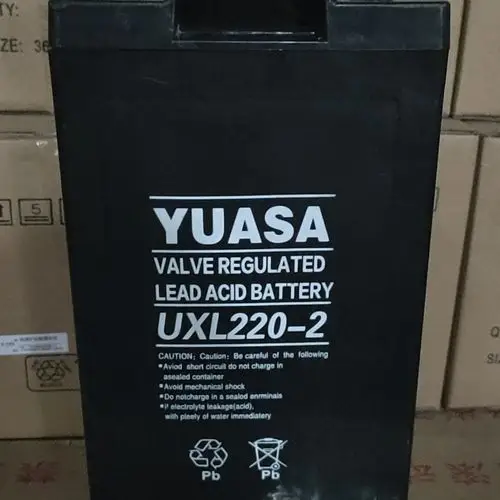 ZE: 36
5
YUASA
VALVE REGULATED
LEAD ACID BATTERY
UXL220-2
CAUTION: Caution: Be careful of the following
•Aviod short circuit do not charge in
asealed container
•Avoid mechanical shock
•Do notcharge in a sealed enrminals
•if electrolyte leakage(acid),
with pleefy of water immediatery
Pb
Pb